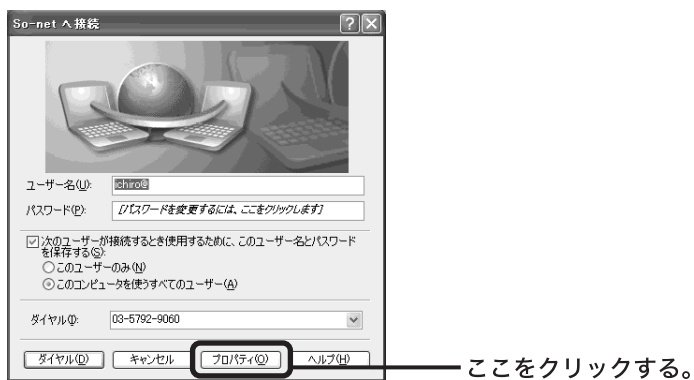 So-net へ接続
ユーザー名(U): ichiro@
パスワード(P): [パスワードを変更するには、ここをクリックします]
次のユーザーが接続するとき使用するために、このユーザー名とパスワード
を保存する(S):
このユーザーのみ(N)
このコンピュータを使うすべてのユーザー(A)
ダイヤル(I): 03-5792-9060
ダイヤル(D) キャンセル プロパティ(O) ヘルプ(H)
ここをクリックする。